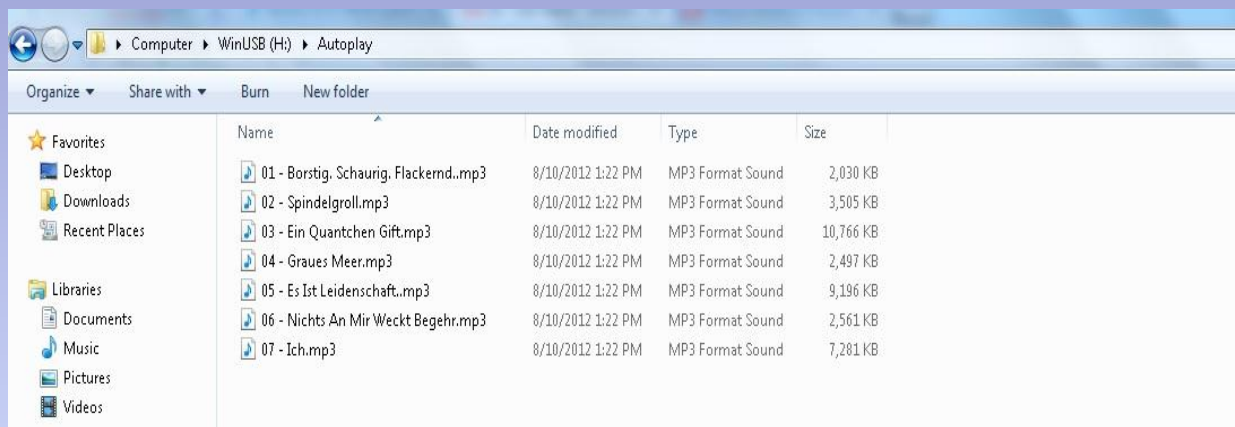 Computer WinUSB (H:) Autoplay
Organize Share with Burn New folder
Favorites
Desktop
Downloads
Recent Places
Libraries
Documents
Music
Pictures
Videos
Name Date modified Type Size
01 - Borstig. Schaurig. Flackernd..mp3 8/10/2012 1:22 PM MP3 Format Sound 2,030 KB
02 - Spindelgroll.mp3 8/10/2012 1:22 PM MP3 Format Sound 3,505 KB
03 - Ein Quantchen Gift.mp3 8/10/2012 1:22 PM MP3 Format Sound 10,766 KB
04 - Graues Meer.mp3 8/10/2012 1:22 PM MP3 Format Sound 2,497 KB
05 - Es Ist Leidenschaft..mp3 8/10/2012 1:22 PM MP3 Format Sound 9,196 KB
06 - Nichts An Mir Weckt Begehr.mp3 8/10/2012 1:22 PM MP3 Format Sound 2,561 KB
07 - Ich.mp3 8/10/2012 1:22 PM MP3 Format Sound 7,281 KB